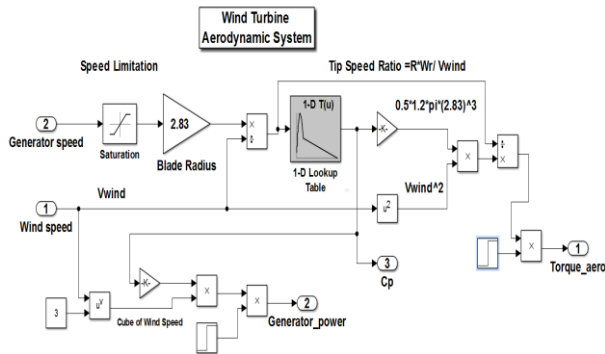 Wind Turbine
Aerodynamic System
Speed Limitation
Tip Speed Ratio =R*Wr/ Vwind
1-D T(u)
0.5*1.2*pi*(2.83)^3
2
2.83
×
÷
-K-
÷
×
Generator speed
Saturation
Blade Radius
1-D Lookup
Table
×
Vwind
Vwind^2
1
u²
Wind speed
×
1
Torque_aero
3
Cp
-K-
×
×
2
Generator_power
3
uᵛ
Cube of Wind Speed